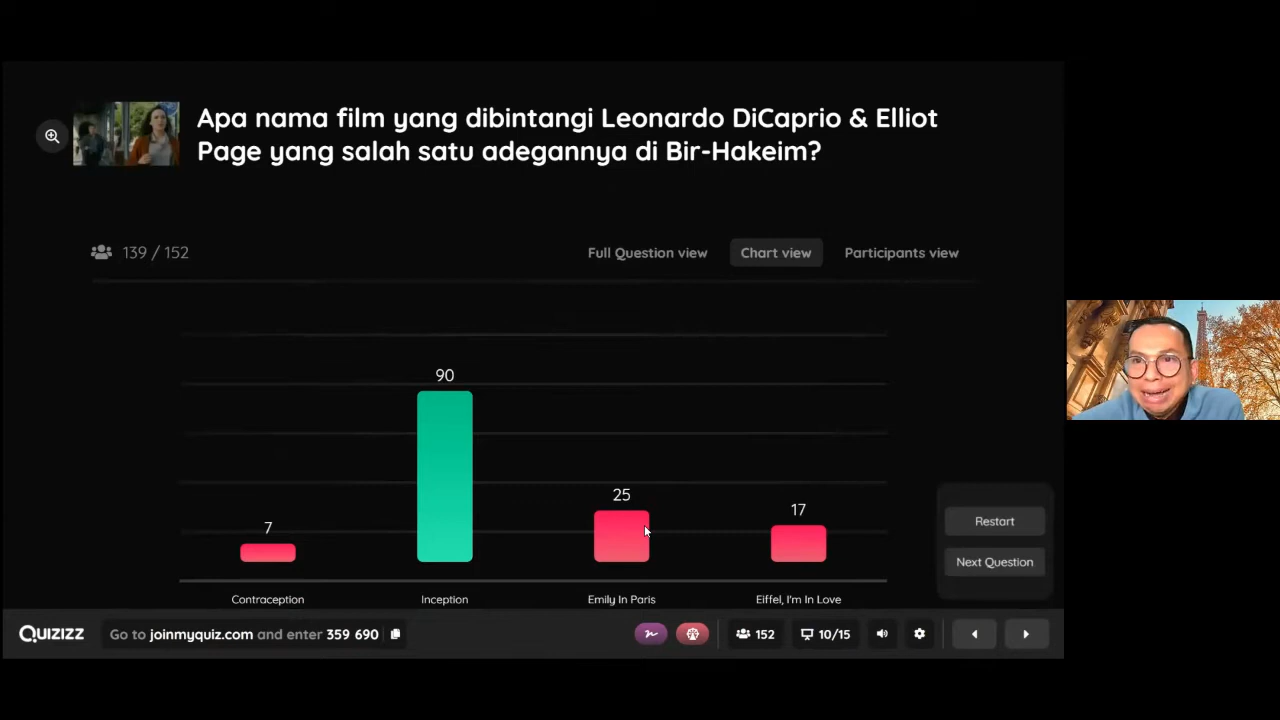 Apa nama film yang dibintangi Leonardo DiCaprio & Elliot
Page yang salah satu adegannya di Bir-Hakeim?
139 / 152
Full Question view
Chart view
Participants view
90
25
17
7
Restart
Next Question
Contraception
Inception
Emily In Paris
Eiffel, I'm In Love
QUIZIZZ
Go to joinmyquiz.com and enter 359 690
152
10/15